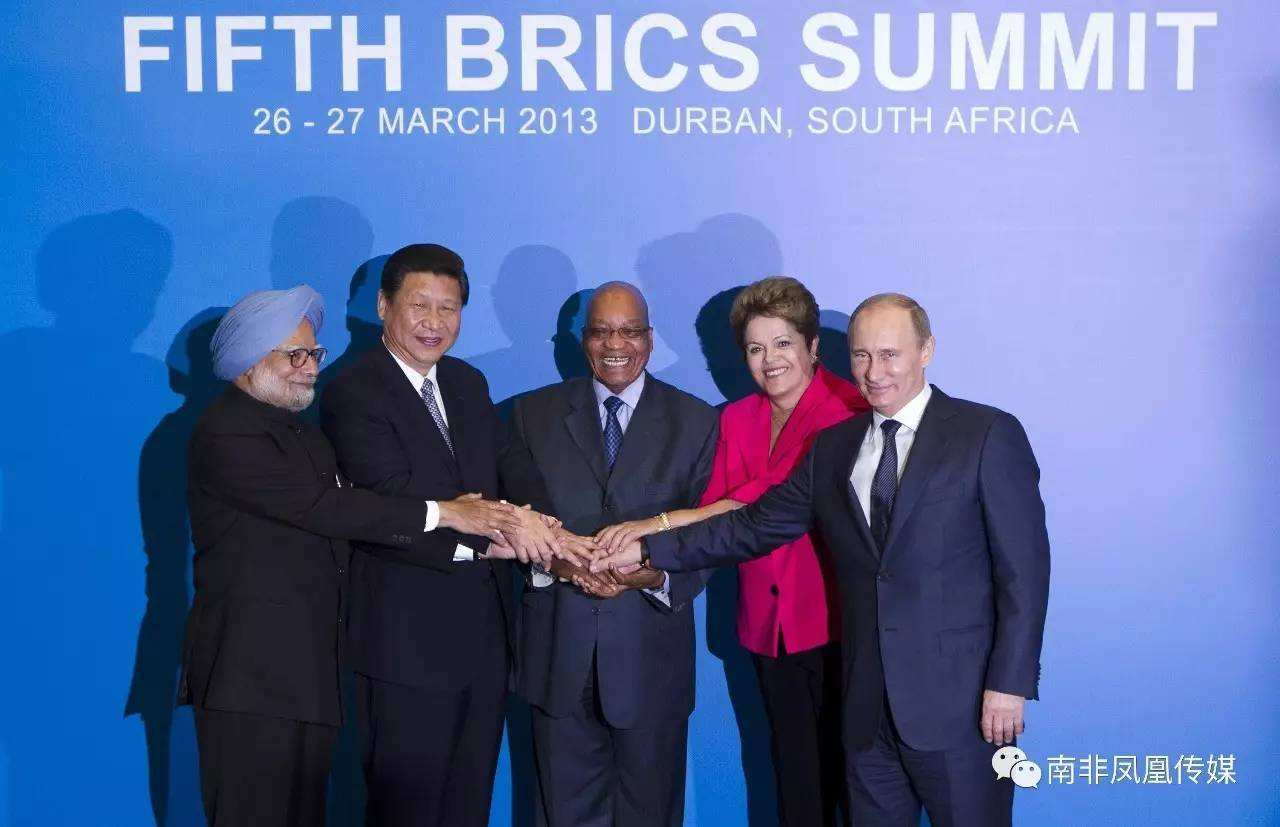 FIFTH BRICS SUMMIT
26 - 27 MARCH 2013 DURBAN, SOUTH AFRICA
南非凤凰传媒